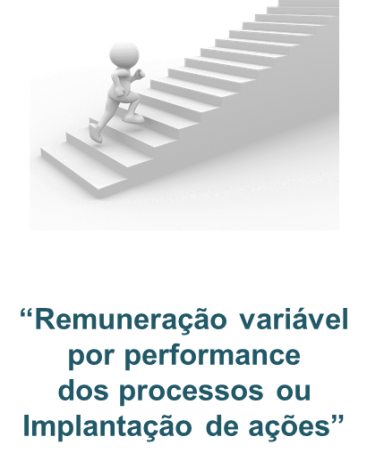 “Remuneração variável
por performance
dos processos ou
Implantação de ações”